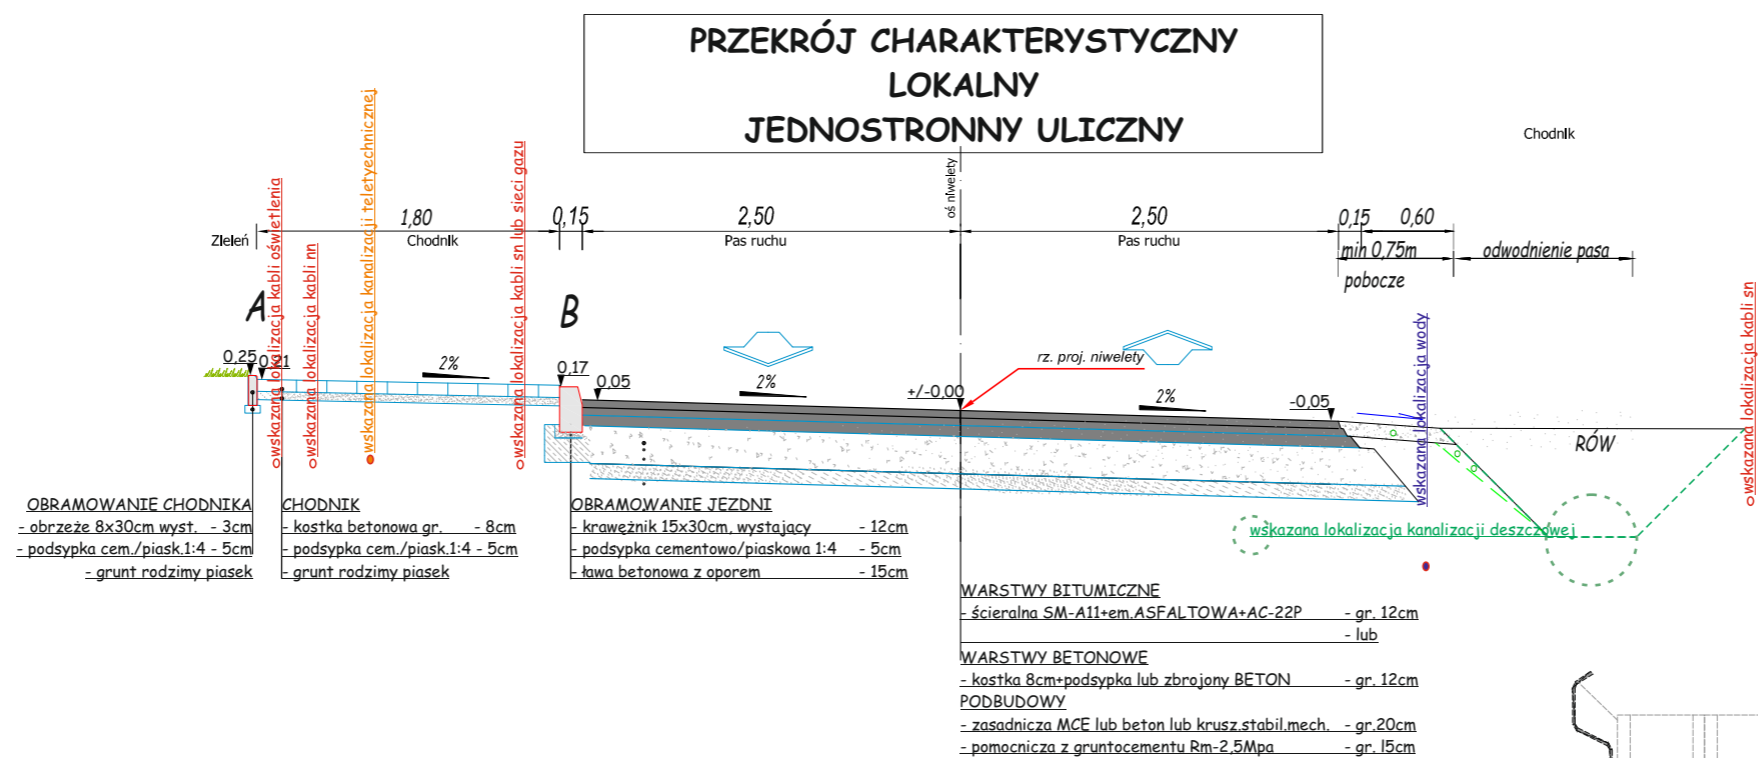 PRZEKRÓJ CHARAKTERYSTYCZNY
LOKALNY
JEDNOSTRONNY ULICZNY
Chodnik
oś niwelety
1,80
0,15
2,50
2,50
0,15
0,60
Zieleń
Chodnik
Pas ruchu
Pas ruchu
min 0,75m
pobocze
odwodnienie pasa
wskazana lokalizacja kabli oświetlenia
wskazana lokalizacja kabli nn
wskazana lokalizacja kanalizacji teletyechnicznej
wskazana lokalizacja kabli sn lub sieci gazu
wskazana lokalizacja wody
wskazana lokalizacja kabli sn
A
B
0,25
0,21
2%
0,17
0,05
2%
+/-0,00
rz. proj. niwelety
2%
-0,05
RÓW
wskazana lokalizacja kanalizacji deszczowej
OBRAMOWANIE CHODNIKA
- obrzeże 8x30cm wyst. - 3cm
- podsypka cem./piask.1:4 - 5cm
- grunt rodzimy piasek
CHODNIK
- kostka betonowa gr. - 8cm
- podsypka cem./piask.1:4 - 5cm
- grunt rodzimy piasek
OBRAMOWANIE JEZDNI
- krawężnik 15x30cm, wystający - 12cm
- podsypka cementowo/piaskowa 1:4 - 5cm
- ława betonowa z oporem - 15cm
WARSTWY BITUMICZNE
- ścieralna SM-A11+em.ASFALTOWA+AC-22P - gr. 12cm
- lub
WARSTWY BETONOWE
- kostka 8cm+podsypka lub zbrojony BETON - gr. 12cm
PODBUDOWY
- zasadnicza MCE lub beton lub krusz.stabil.mech. - gr.20cm
- pomocnicza z gruntocementu Rm-2,5Mpa - gr. 15cm